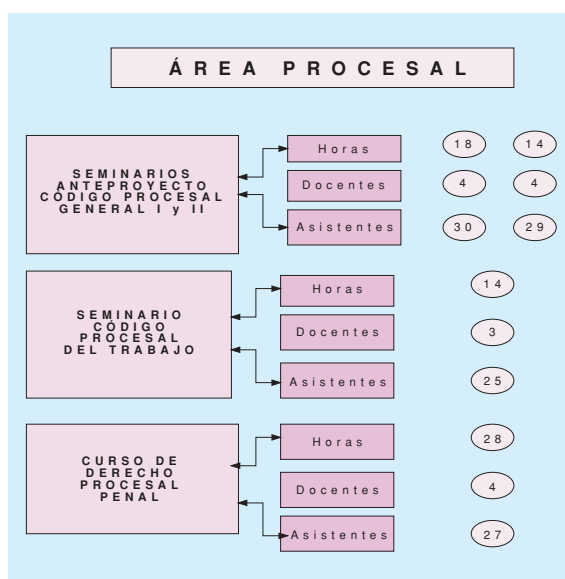 ÁREA PROCESAL
SEMINARIOS
ANTEPROYECTO
CÓDIGO PROCESAL
GENERAL I y II
Horas 18 14
Docentes 4 4
Asistentes 30 29
SEMINARIO
CÓDIGO
PROCESAL
DEL TRABAJO
Horas 14
Docentes 3
Asistentes 25
CURSO DE
DERECHO
PROCESAL
PENAL
Horas 28
Docentes 4
Asistentes 27